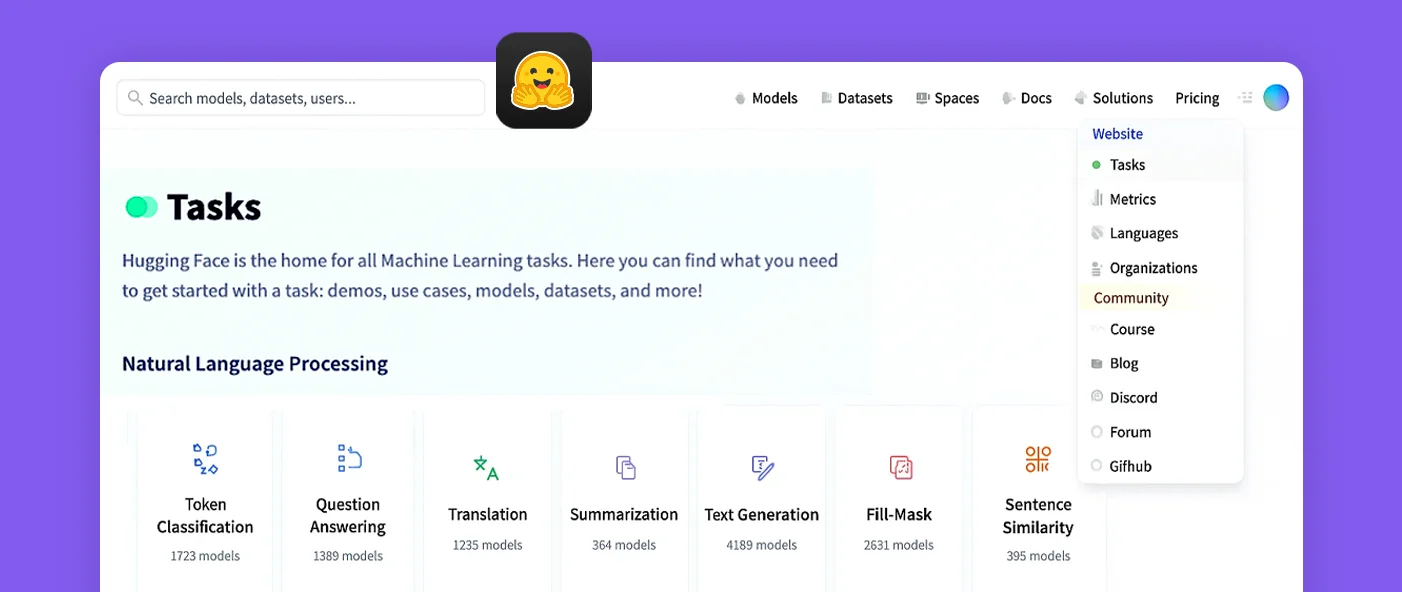 Search models, datasets, users...
Models
Datasets
Spaces
Docs
Solutions
Pricing
Website
Tasks
Metrics
Languages
Organizations
Community
Course
Blog
Discord
Forum
Gifhub
Tasks
Hugging Face is the home for all Machine Learning tasks. Here you can find what you need
to get started with a task: demos, use cases, models, datasets, and more!
Natural Language Processing
Token
Classification
1723 models
Question
Answering
1389 models
Translation
1235 models
Summarization
364 models
Text Generation
4189 models
Fill-Mask
2631 models
Sentence
Similarity
395 models